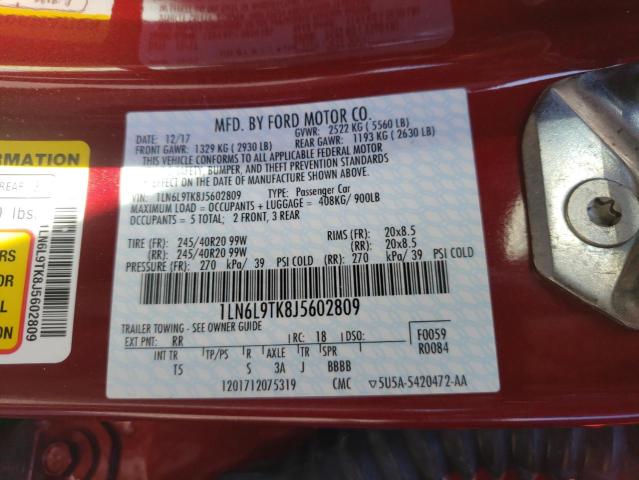 MFD. BY FORD MOTOR CO.
DATE: 12/17 GVWR: 2522 KG ( 5560 LB)
FRONT GAWR: 1329 KG ( 2930 LB) REAR GAWR: 1193 KG ( 2630 LB)
THIS VEHICLE CONFORMS TO ALL APPLICABLE FEDERAL MOTOR
SAFETY, BUMPER, AND THEFT PREVENTION STANDARDS
EFFECT ON THE DATE OF MANUFACTURE SHOWN ABOVE.
VIN: 1LN6L9TK8J5602809 TYPE: Passenger Car
MAXIMUM LOAD = OCCUPANTS + LUGGAGE = 408KG/ 900LB
OCCUPANTS = 5 TOTAL; 2 FRONT, 3 REAR
TIRE (FR): 245/40R20 99W RIMS (FR): 20x8.5
(RR): 245/40R20 99W (RR): 20x8.5
PRESSURE (FR): 270 kPa/ 39 PSI COLD (RR): 270 kPa/ 39 PSI COLD
1LN6L9TK8J5602809
TRAILER TOWING - SEE OWNER GUIDE
EXT PNT: RR RC: 18 DSO: F0059
R0084
INT TR TP/PS R AXLE TR SPR
T5 S 3A J BBBB
1201712075319 CMC ▽5U5A-5420472-AA
FORMATION
REAR 3
lbs.
1LN6L9TK8J5602809